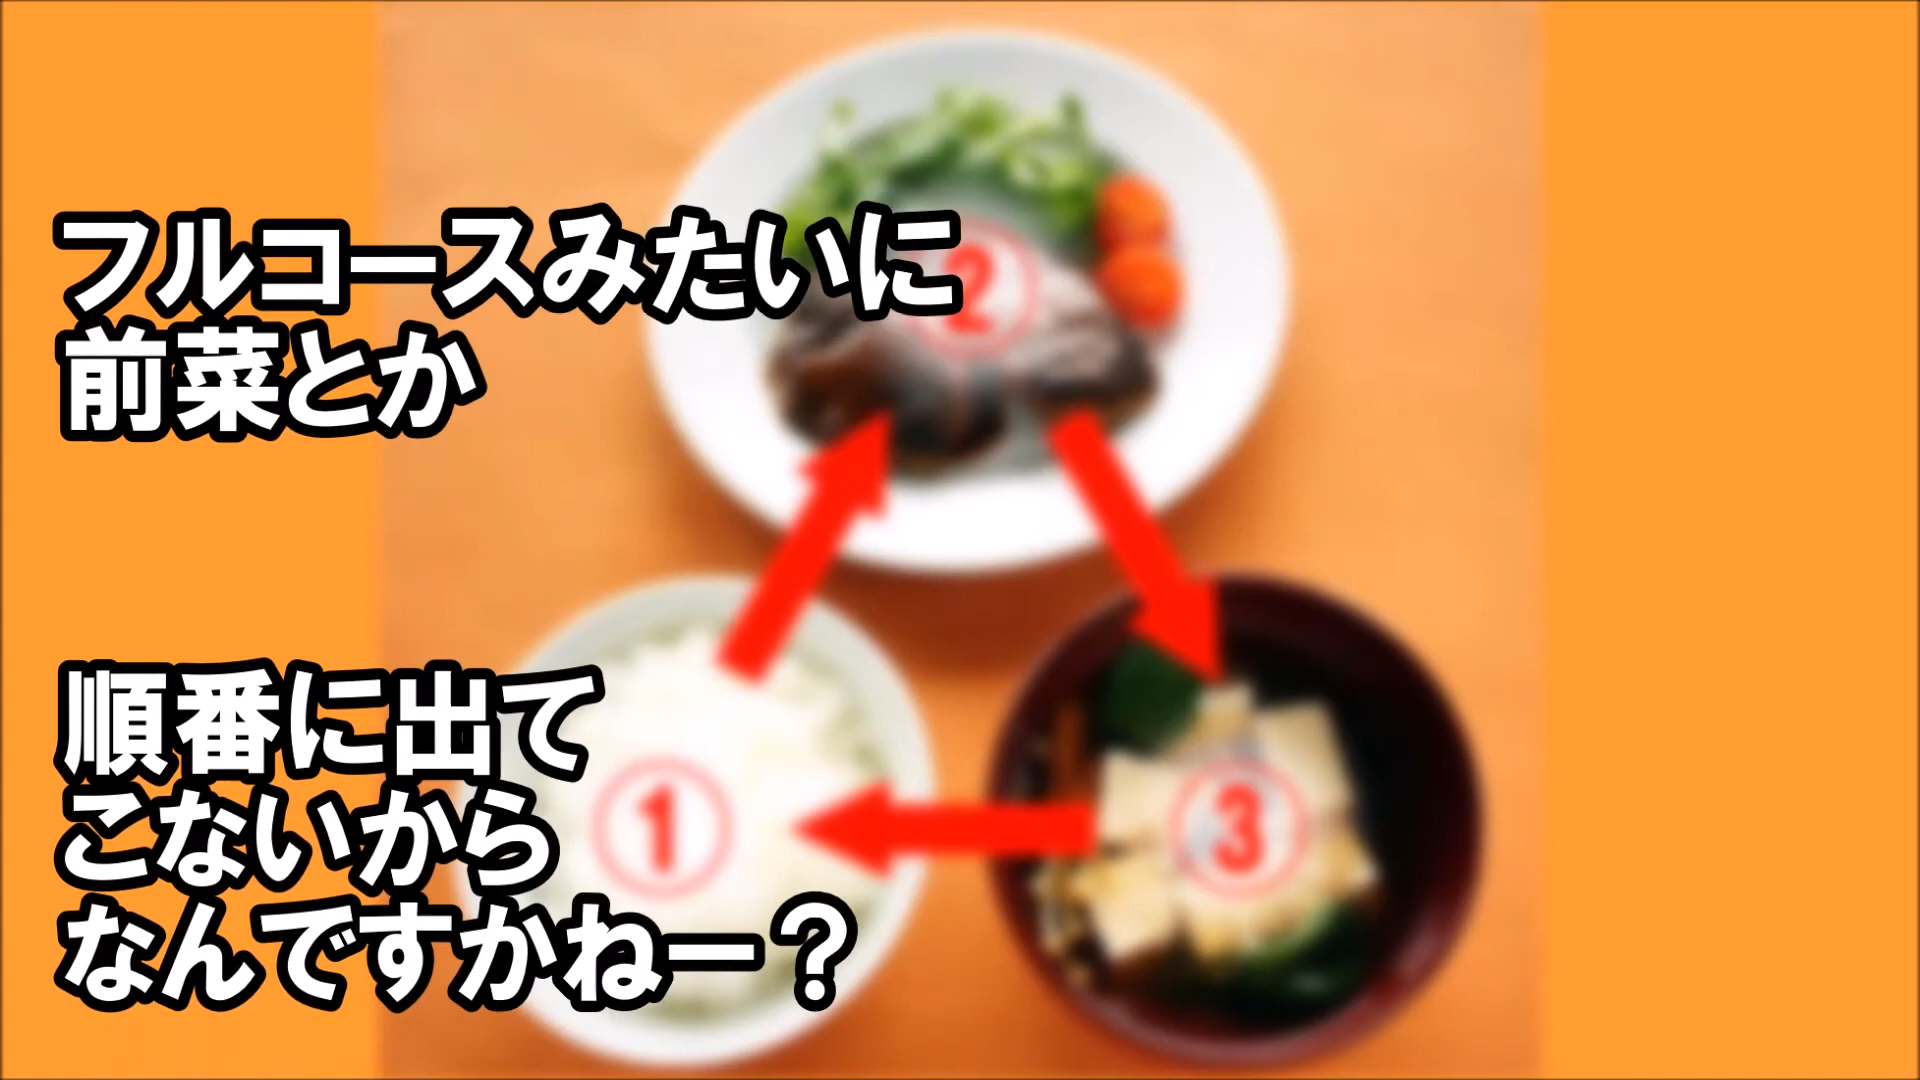 フルコースみたいに
前菜とか
②
順番に出て
こないから
なんですかねー？
①
③